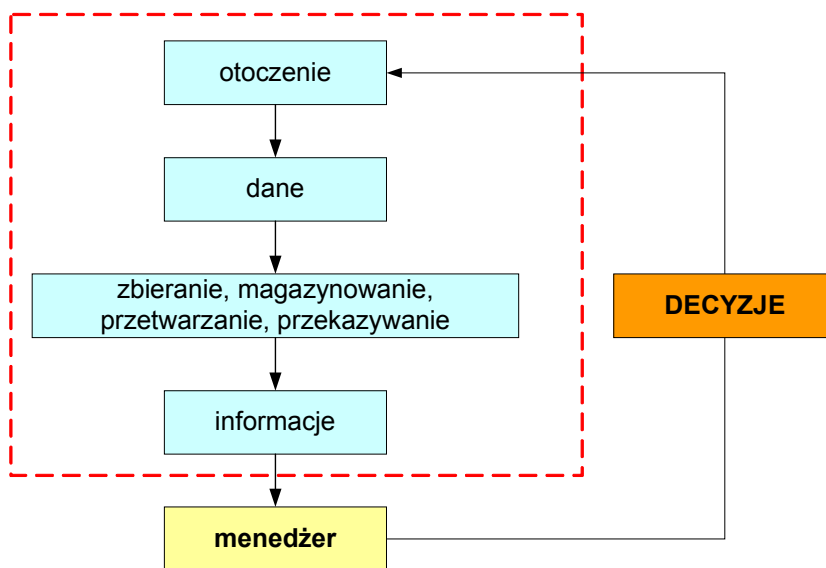 otoczenie
dane
zbieranie, magazynowanie,
przetwarzanie, przekazywanie
DECYZJE
informacje
menedżer